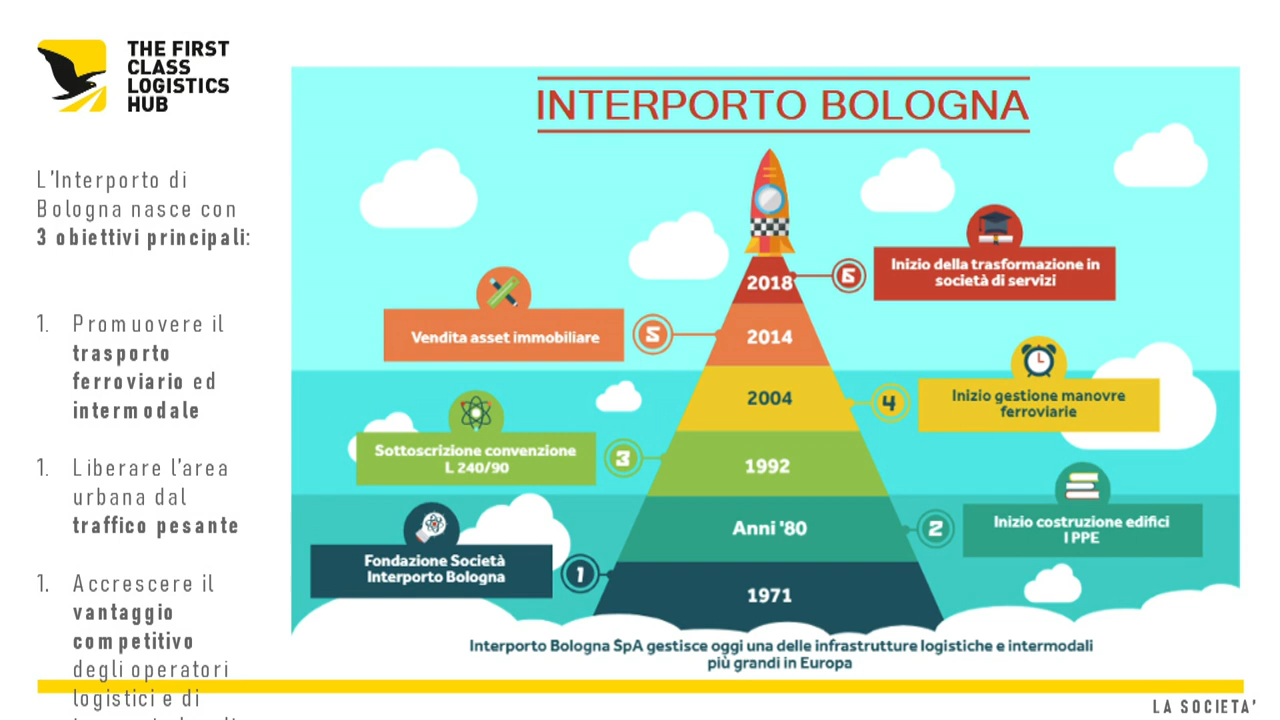 THE FIRST
CLASS
LOGISTICS
HUB
L'Interporto di
Bologna nasce con
3 obiettivi principali:
1. Promuovere il
trasporto
ferroviario ed
intermodale
1. Liberare l'area
urbana dal
traffico pesante
1. Accrescere il
vantaggio
competitivo
degli operatori
logistici e di
INTERPORTO BOLOGNA
2018
6
Inizio della trasformazione in
società di servizi
Vendita asset immobiliare
5
2014
2004
4
Inizio gestione manovre
ferroviarie
Sottoscrizione convenzione
L 240/90
3
1992
Anni '80
2
Inizio costruzione edifici
I PPE
Fondazione Società
Interporto Bologna
1
1971
Interporto Bologna SpA gestisce oggi una delle infrastrutture logistiche e intermodali
più grandi in Europa
LA SOCIETA'